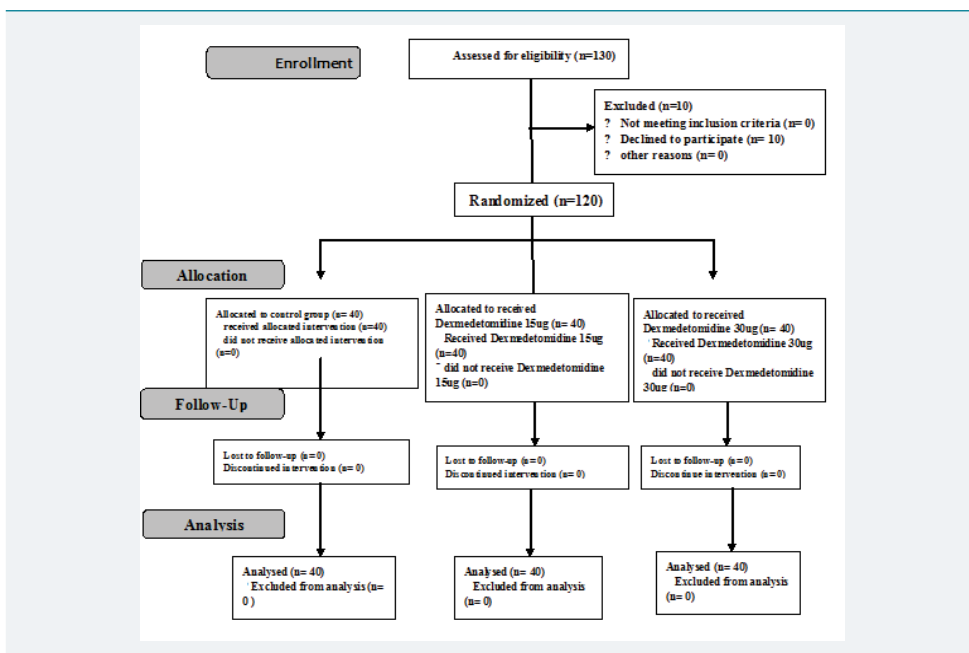 Enrollment
Assessed for eligibility (n=130)
Excluded (n=10)
? Not meeting inclusion criteria (n= 0)
? Declined to participate (n= 10)
? other reasons (n= 0)
Randomized (n=120)
Allocation
Allocated to control group (n= 40)
received allocated intervention (n=40)
did not receive allocated intervention
(n=0)
Allocated to received
Dexmedetomidine 15ug (n= 40)
Received Dexmedetomidine 15ug
(n=40)
did not receive Dexmedetomidine
15ug (n=0)
Allocated to received
Dexmedetomidine 30ug (n= 40)
Received Dexmedetomidine 30ug
(n=40)
did not receive Dexmedetomidine
30ug (n=0)
Follow-Up
Lost to follow-up (n=0)
Discontinued intervention (n= 0)
Lost to follow-up (n=0)
Discontinued intervention (n= 0)
Lost to follow-up (n=0)
Discontinue intervention (n= 0)
Analysis
Analysed (n= 40)
Excluded from analysis (n=
0 )
Analysed (n= 40)
Excluded from analysis
(n= 0)
Analysed (n= 40)
Excluded from analysis
(n= 0)